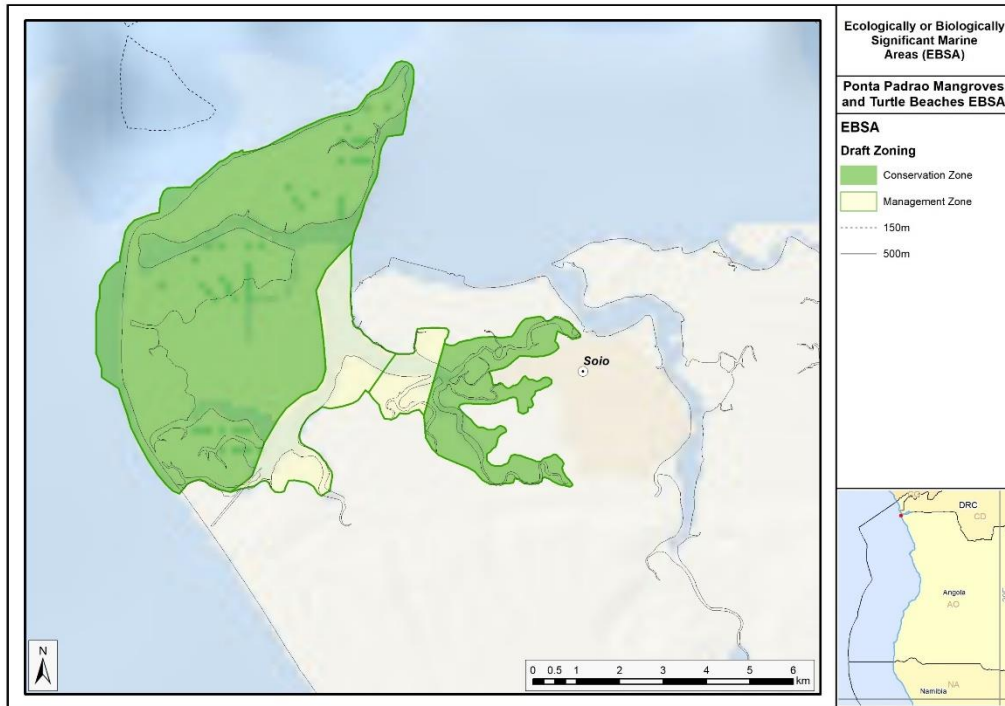 Ecologically or Biologically
Significant Marine
Areas (EBSA)
Ponta Padrao Mangroves
and Turtle Beaches EBSA
EBSA
Draft Zoning
Conservation Zone
Management Zone
150m
500m
Soio
N
0 0.5 1 2 3 4 5 6
km
CG
DRC
CD
Angola
AO
NA
Namibia